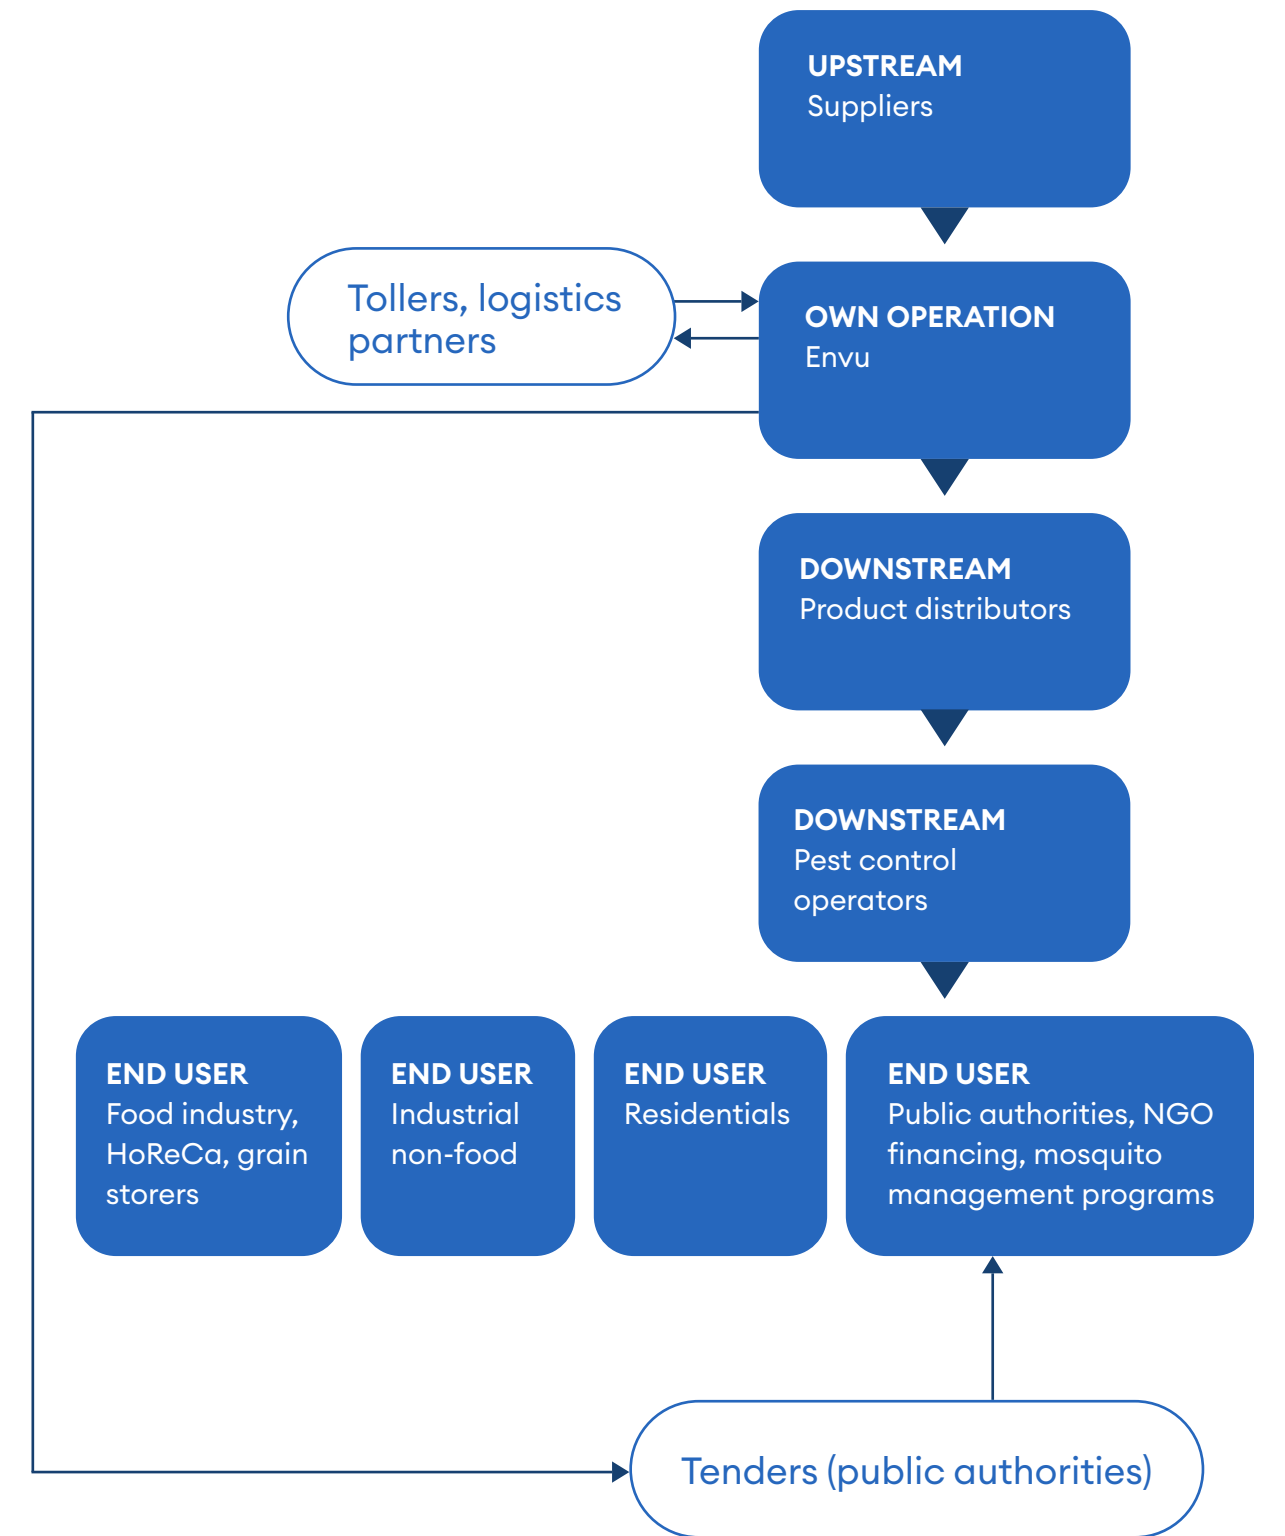 UPSTREAM
Suppliers
Tollers, logistics
partners
OWN OPERATION
Envu
DOWNSTREAM
Product distributors
DOWNSTREAM
Pest control
operators
END USER
Food industry,
HoReCa, grain
storers
END USER
Industrial
non-food
END USER
Residentials
END USER
Public authorities, NGO
financing, mosquito
management programs
Tenders (public authorities)